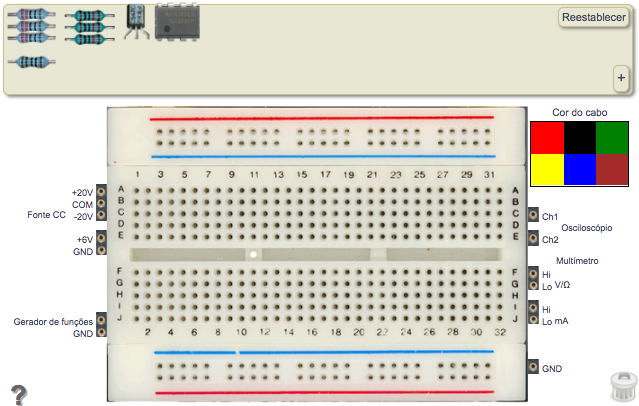 Reestablecer
+
Cor do cabo
1 3 5 7 9 11 13 15 17 19 21 23 25 27 29 31
A A
+20V B B
COM C C Ch1
Fonte CC -20V D D
Osciloscópio
+6V E E Ch2
GND I I
Multímetro
F F Hi
G G Lo V/Ω
H H
I I Hi
Gerador de funções J J Lo mA
GND 2 4 6 8 10 12 14 16 18 20 22 24 26 28 30 32
GND
?